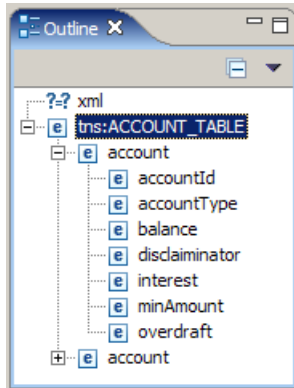 Outline
?=? xml
e tns:ACCOUNT_TABLE
e account
e accountId
e accountType
e balance
e disclaiminator
e interest
e minAmount
e overdraft
e account